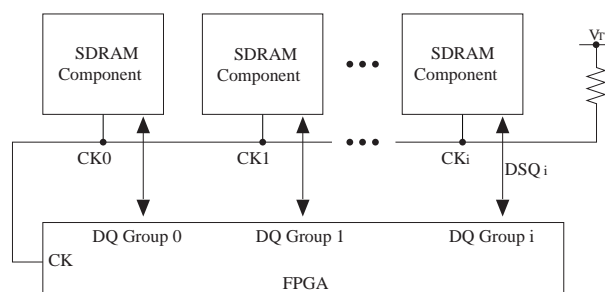 SDRAM
Component
SDRAM
Component
SDRAM
Component
VT
CK0
CK1
CKi
DSQ i
DQ Group 0
DQ Group 1
DQ Group i
CK
FPGA